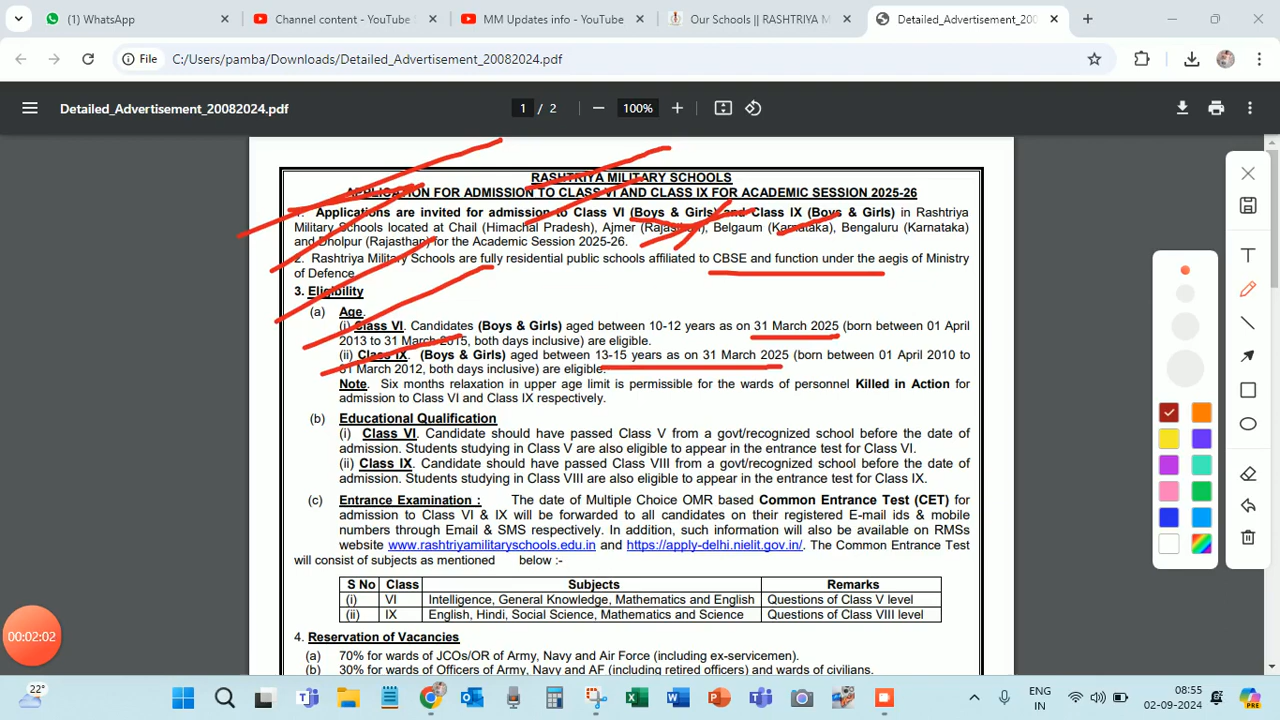 (1) WhatsApp
Channel content - YouTube
MM Updates info - YouTube
Our Schools || RASHTRIYA M
Detailed_Advertisement_200820
File
C:/Users/pamba/Downloads/Detailed_Advertisement_20082024.pdf
Detailed_Advertisement_20082024.pdf
1 / 2
100%
RASHTRIYA MILITARY SCHOOLS
APPLICATION FOR ADMISSION TO CLASS VI AND CLASS IX FOR ACADEMIC SESSION 2025-26
1. Applications are invited for admission to Class VI (Boys & Girls) and Class IX (Boys & Girls) in Rashtriya
Military Schools located at Chail (Himachal Pradesh), Ajmer (Rajasthan), Belgaum (Karnataka), Bengaluru (Karnataka)
and Dholpur (Rajasthan) for the Academic Session 2025-26.
2. Rashtriya Military Schools are fully residential public schools affiliated to CBSE and function under the aegis of Ministry
of Defence.
3. Eligibility
(a) Age.
(i) Class VI. Candidates (Boys & Girls) aged between 10-12 years as on 31 March 2025 (born between 01 April
2013 to 31 March 2015, both days inclusive) are eligible.
(ii) Class IX. (Boys & Girls) aged between 13-15 years as on 31 March 2025 (born between 01 April 2010 to
31 March 2012, both days inclusive) are eligible.
Note. Six months relaxation in upper age limit is permissible for the wards of personnel Killed in Action for
admission to Class VI and Class IX respectively.
(b) Educational Qualification
(i) Class VI. Candidate should have passed Class V from a govt/recognized school before the date of
admission. Students studying in Class V are also eligible to appear in the entrance test for Class VI.
(ii) Class IX. Candidate should have passed Class VIII from a govt/recognized school before the date of
admission. Students studying in Class VIII are also eligible to appear in the entrance test for Class IX.
(c) Entrance Examination : The date of Multiple Choice OMR based Common Entrance Test (CET) for
admission to Class VI & IX will be forwarded to all candidates on their registered E-mail ids & mobile
numbers through Email & SMS respectively. In addition, such information will also be available on RMSs
website www.rashtriyamilitaryschools.edu.in and https://apply-delhi.nielit.gov.in/. The Common Entrance Test
will consist of subjects as mentioned below :-
S No Class Subjects Remarks
(i) VI Intelligence, General Knowledge, Mathematics and English Questions of Class V level
(ii) IX English, Hindi, Social Science, Mathematics and Science Questions of Class VIII level
4. Reservation of Vacancies
(a) 70% for wards of JCOs/OR of Army, Navy and Air Force (including ex-servicemen).
(b) 30% for wards of Officers of Army, Navy and AF (including retired officers) and wards of civilians.
00:02:02
22°
ENG
IN
08:55
02-09-2024
PRE